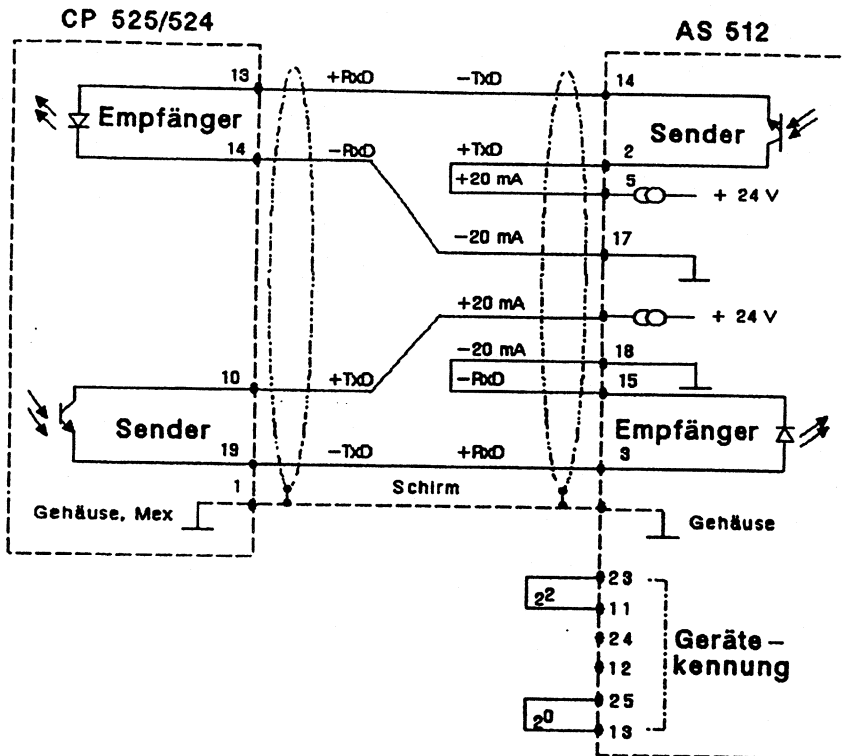 CP 525/524
AS 512
13
+RxD
-TxD
14
Empfänger
Sender
14
-RxD
+TxD
2
+20 mA
5
+ 24 V
-20 mA
17
+20 mA
+ 24 V
-20 mA
18
10
+TxD
-RxD
15
Sender
Empfänger
19
-TxD
+RxD
3
1
Schirm
Gehäuse, Mex
Gehäuse
23
2²
11
24
Geräte-
12
kennung
25
2⁰
13